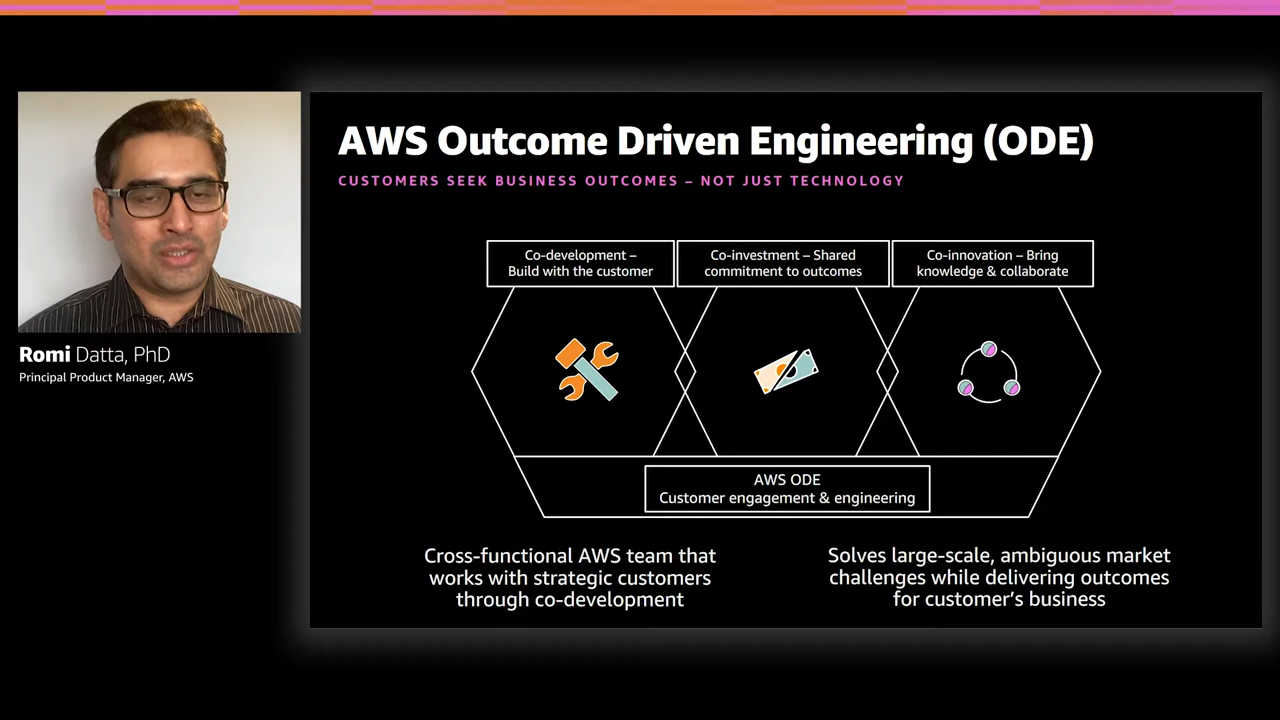 AWS Outcome Driven Engineering (ODE)
CUSTOMERS SEEK BUSINESS OUTCOMES – NOT JUST TECHNOLOGY
Co-development –
Build with the customer
Co-investment – Shared
commitment to outcomes
Co-innovation – Bring
knowledge & collaborate
Romi Datta, PhD
Principal Product Manager, AWS
AWS ODE
Customer engagement & engineering
Cross-functional AWS team that
works with strategic customers
through co-development
Solves large-scale, ambiguous market
challenges while delivering outcomes
for customer’s business